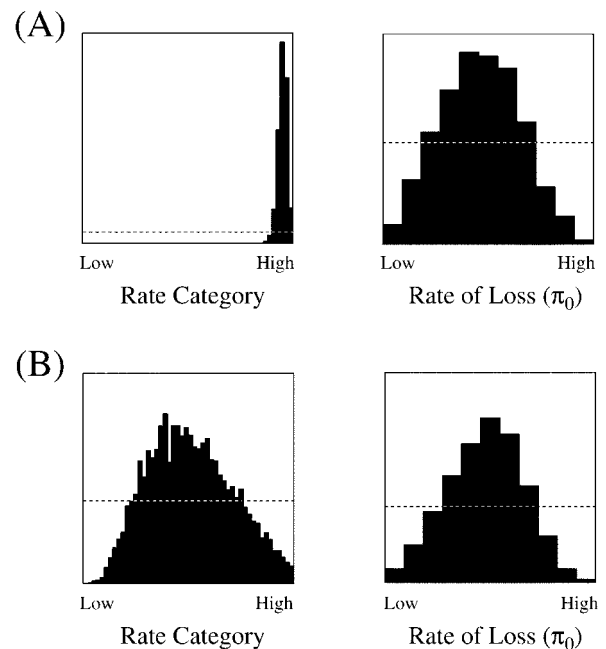 (A)
Low High Low High
Rate Category Rate of Loss (π₀)
(B)
Low High Low High
Rate Category Rate of Loss (π₀)